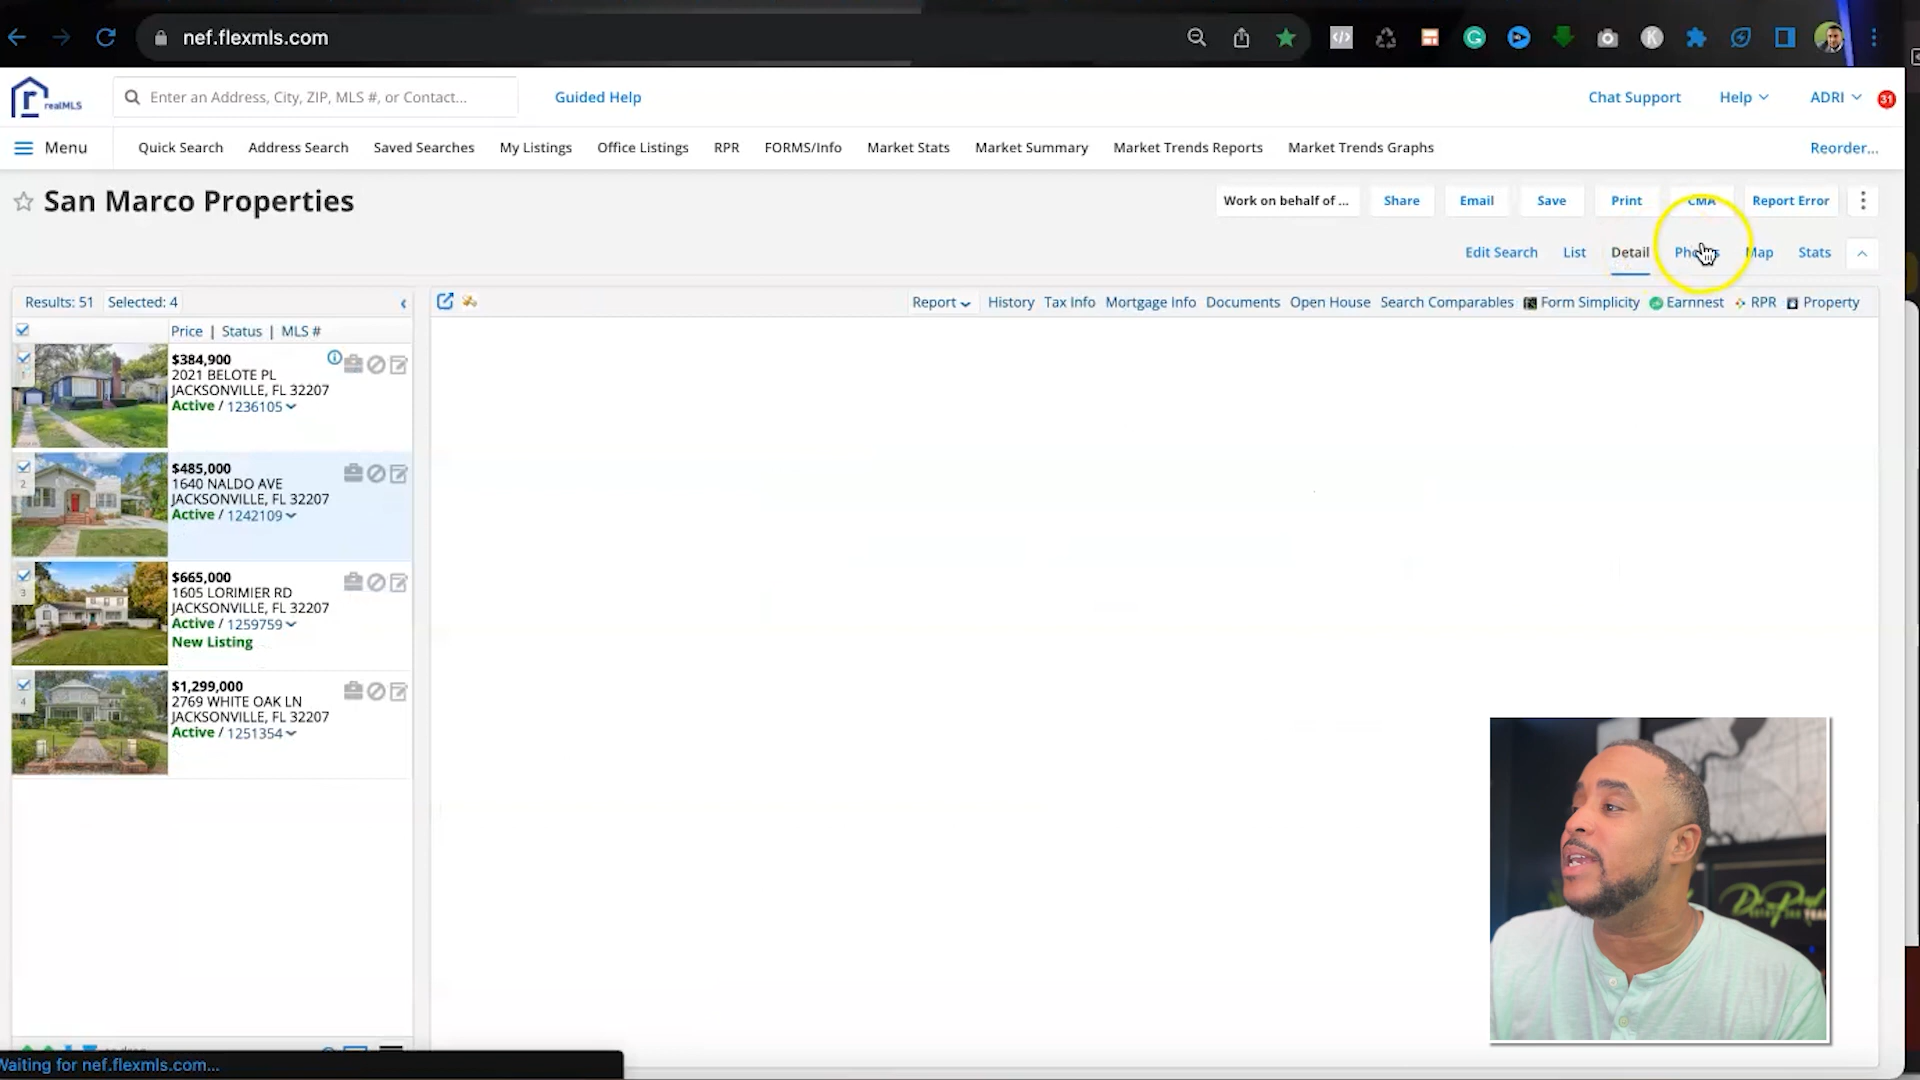 nef.flexmls.com
realMLS
Enter an Address, City, ZIP, MLS #, or Contact...
Guided Help
Chat Support
Help
ADRI
31
Menu
Quick Search
Address Search
Saved Searches
My Listings
Office Listings
RPR
FORMS/Info
Market Stats
Market Summary
Market Trends Reports
Market Trends Graphs
Reorder...
San Marco Properties
Work on behalf of ...
Share
Email
Save
Print
CMA
Report Error
Edit Search
List
Detail
Photos
Map
Stats
Results: 51 Selected: 4
Report
History
Tax Info
Mortgage Info
Documents
Open House
Search Comparables
Form Simplicity
Earnnest
RPR
Property
Price | Status | MLS #
1
$384,900
2021 BELOTE PL
JACKSONVILLE, FL 32207
Active / 1236105
2
$485,000
1640 NALDO AVE
JACKSONVILLE, FL 32207
Active / 1242109
3
$665,000
1605 LORIMIER RD
JACKSONVILLE, FL 32207
Active / 1259759
New Listing
4
$1,299,000
2769 WHITE OAK LN
JACKSONVILLE, FL 32207
Active / 1251354
Waiting for nef.flexmls.com...